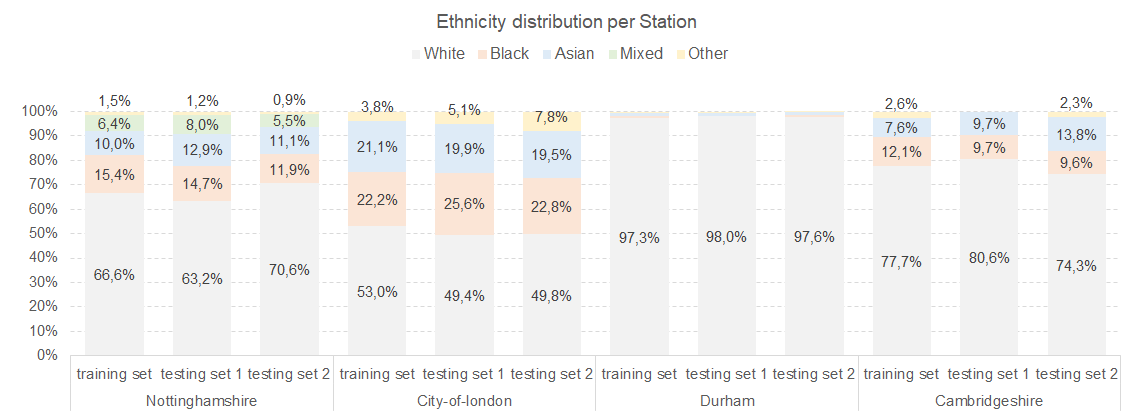 Ethnicity distribution per Station
White Black Asian Mixed Other
1,5% 1,2% 0,9% 3,8% 5,1% 7,8% 2,6% 2,3%
100%
90%
80%
70%
60%
50%
40%
30%
20%
10%
0%
6,4% 8,0% 5,5%
10,0% 12,9% 11,1% 21,1% 19,9% 19,5% 7,6% 9,7% 13,8%
15,4% 14,7% 11,9% 22,2% 25,6% 22,8% 12,1% 9,7% 9,6%
66,6% 63,2% 70,6% 53,0% 49,4% 49,8% 97,3% 98,0% 97,6% 77,7% 80,6% 74,3%
training set testing set 1 testing set 2 training set testing set 1 testing set 2 training set testing set 1 testing set 2 training set testing set 1 testing set 2
Nottinghamshire City-of-london Durham Cambridgeshire